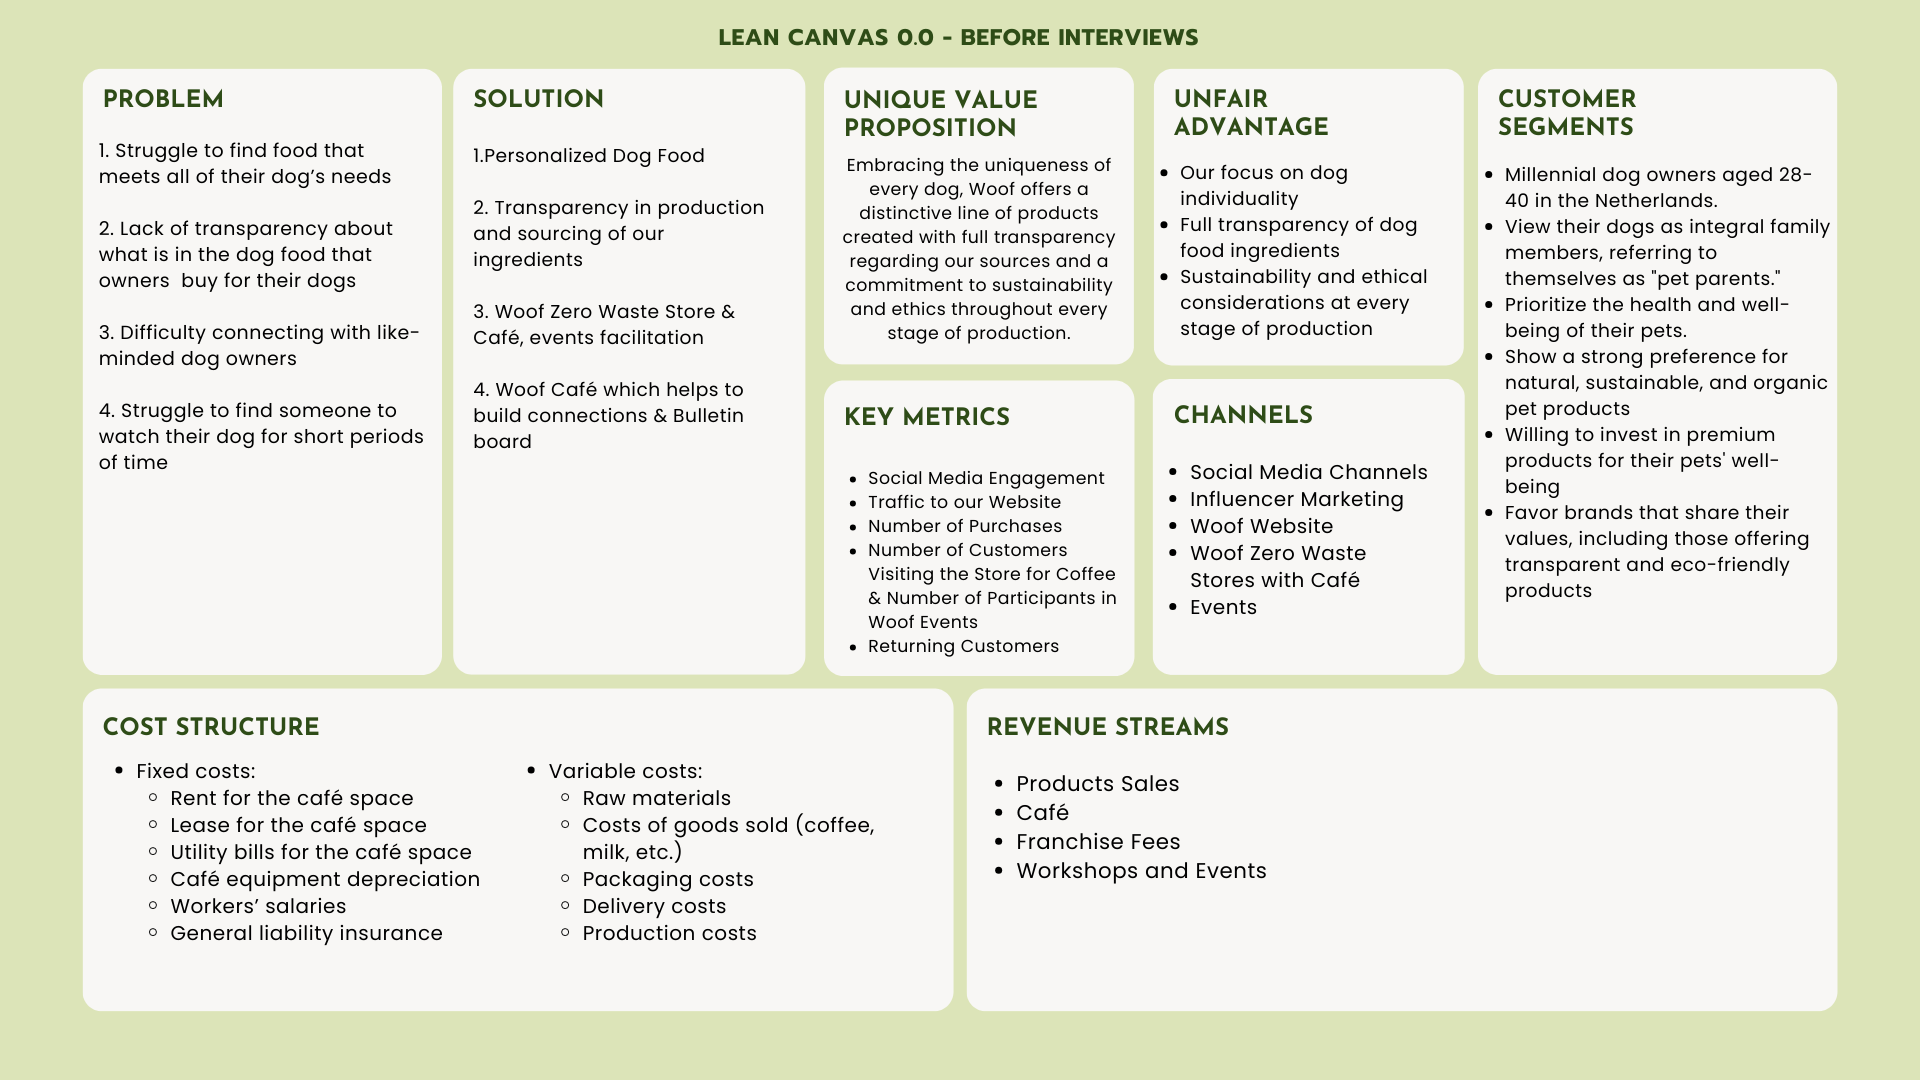 LEAN CANVAS 0.0 - BEFORE INTERVIEWS
PROBLEM
1. Struggle to find food that
meets all of their dog’s needs
2. Lack of transparency about
what is in the dog food that
owners  buy for their dogs
3. Difficulty connecting with like-
minded dog owners
4. Struggle to find someone to
watch their dog for short periods
of time
SOLUTION
1.Personalized Dog Food
2. Transparency in production
and sourcing of our
ingredients
3. Woof Zero Waste Store &
Café, events facilitation
4. Woof Café which helps to
build connections & Bulletin
board
UNIQUE VALUE
PROPOSITION
Embracing the uniqueness of
every dog, Woof offers a
distinctive line of products
created with full transparency
regarding our sources and a
commitment to sustainability
and ethics throughout every
stage of production.
KEY METRICS
• Social Media Engagement
• Traffic to our Website
• Number of Purchases
• Number of Customers
Visiting the Store for Coffee
& Number of Participants in
Woof Events
• Returning Customers
UNFAIR
ADVANTAGE
• Our focus on dog
individuality
• Full transparency of dog
food ingredients
• Sustainability and ethical
considerations at every
stage of production
CHANNELS
• Social Media Channels
• Influencer Marketing
• Woof Website
• Woof Zero Waste
Stores with Café
• Events
CUSTOMER
SEGMENTS
• Millennial dog owners aged 28-
40 in the Netherlands.
• View their dogs as integral family
members, referring to
themselves as "pet parents."
• Prioritize the health and well-
being of their pets.
• Show a strong preference for
natural, sustainable, and organic
pet products
• Willing to invest in premium
products for their pets' well-
being
• Favor brands that share their
values, including those offering
transparent and eco-friendly
products
COST STRUCTURE
• Fixed costs:
◦ Rent for the café space
◦ Lease for the café space
◦ Utility bills for the café space
◦ Café equipment depreciation
◦ Workers’ salaries
◦ General liability insurance
• Variable costs:
◦ Raw materials
◦ Costs of goods sold (coffee,
milk, etc.)
◦ Packaging costs
◦ Delivery costs
◦ Production costs
REVENUE STREAMS
• Products Sales
• Café
• Franchise Fees
• Workshops and Events